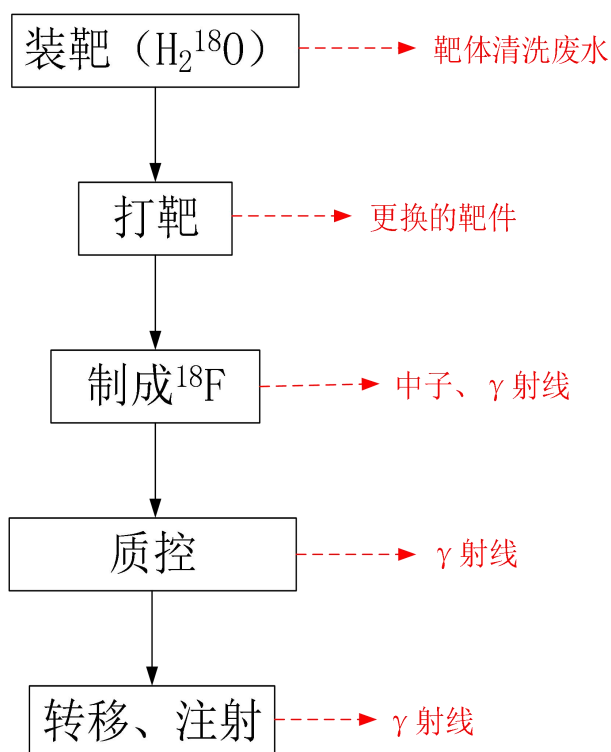 装靶（H₂¹⁸O） 靶体清洗废水
打靶 更换的靶件
制成¹⁸F 中子、γ射线
质控 γ射线
转移、注射 γ射线